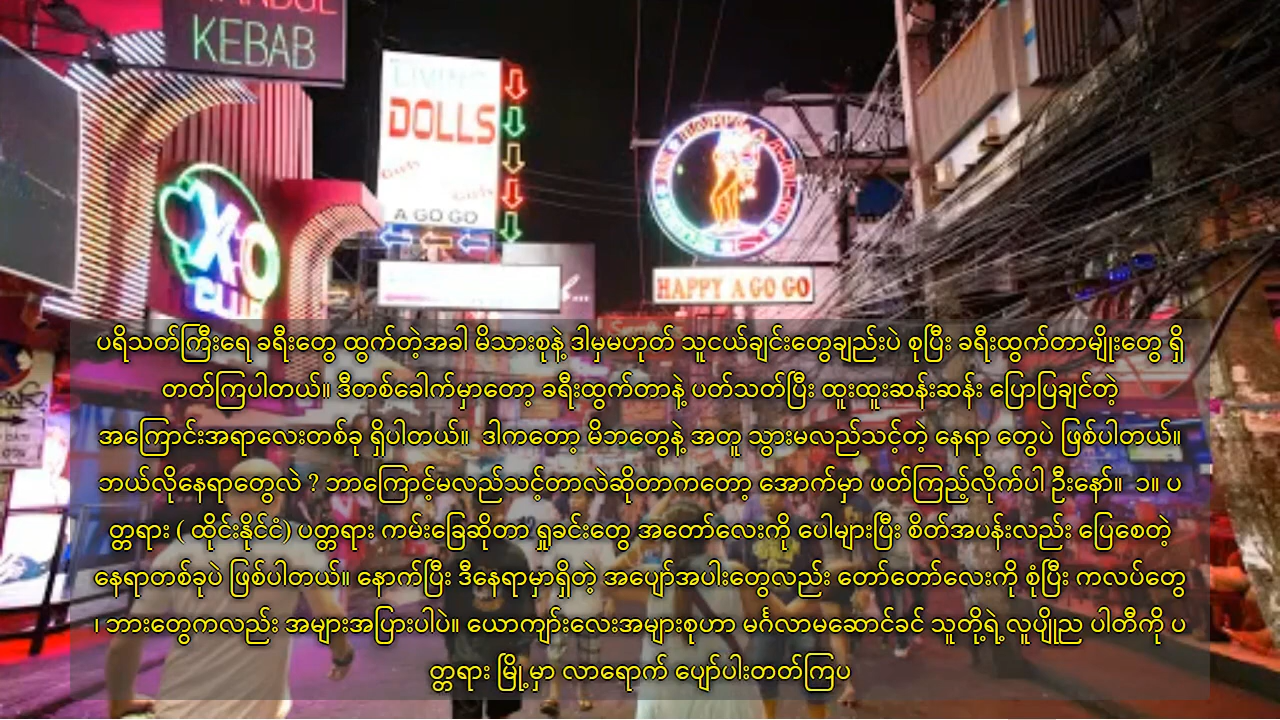 KEBAB
DOLLS
Girls
Girls
A GO GO
XO
CLUB
HAPPY A GO GO
ပရိသတ်ကြီးရေ ခရီးတွေ ထွက်တဲ့အခါ မိသားစုနဲ့ ဒါမှမဟုတ် သူငယ်ချင်းတွေချည်းပဲ စုပြီး ခရီးထွက်တာမျိုးတွေ ရှိ
တတ်ကြပါတယ်။ ဒီတစ်ခေါက်မှာတော့ ခရီးထွက်တာနဲ့ ပတ်သတ်ပြီး ထူးထူးဆန်းဆန်း ပြောပြချင်တဲ့
အကြောင်းအရာလေးတစ်ခု ရှိပါတယ်။ ဒါကတော့ မိဘတွေနဲ့ အတူ သွားမလည်သင့်တဲ့ နေရာ တွေပဲ ဖြစ်ပါတယ်။
ဘယ်လိုနေရာတွေလဲ ? ဘာကြောင့်မလည်သင့်တာလဲဆိုတာကတော့ အောက်မှာ ဖတ်ကြည့်လိုက်ပါ ဦးနော်။ ၁။ ပ
တ္တရား ( ထိုင်းနိုင်ငံ) ပတ္တရား ကမ်းခြေဆိုတာ ရှုခင်းတွေ အတော်လေးကို ပေါများပြီး စိတ်အပန်းလည်း ပြေစေတဲ့
နေရာတစ်ခုပဲ ဖြစ်ပါတယ်။ နောက်ပြီး ဒီနေရာမှာရှိတဲ့ အပျော်အပါးတွေလည်း တော်တော်လေးကို စုံပြီး ကလပ်တွေ
၊ ဘားတွေကလည်း အများအပြားပါပဲ။ ယောကျာ်းလေးအများစုဟာ မင်္ဂလာမဆောင်ခင် သူတို့ရဲ့ လူပျိုည ပါတီကို ပ
တ္တရား မြို့မှာ လာရောက် ပျော်ပါးတတ်ကြပ